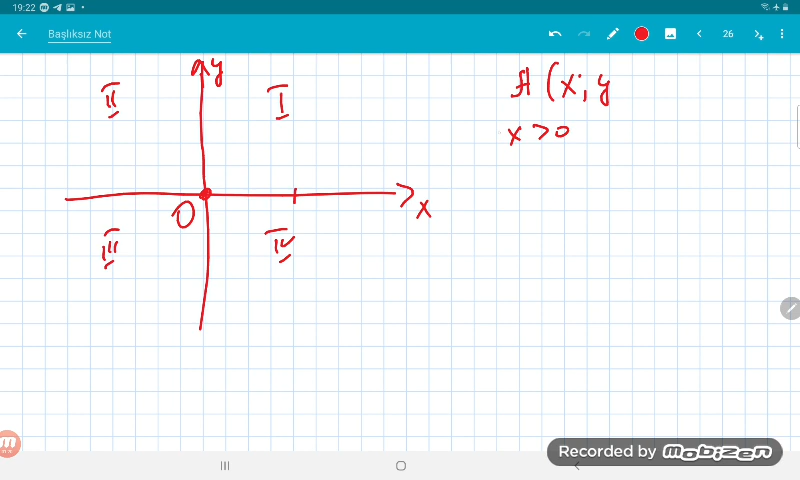 19:22
Başlıksız Not
26
y
II
I
A (x; y
x > 0
O
x
III
IV
Recorded by mobizen